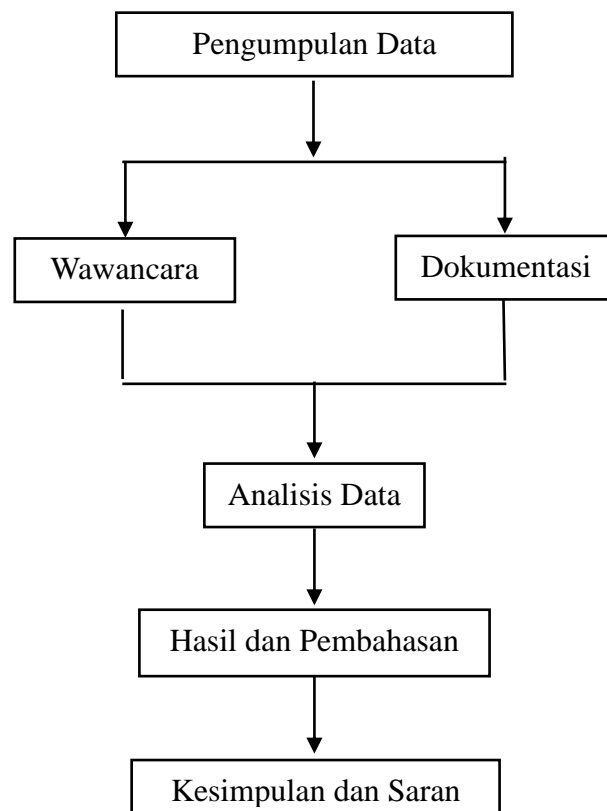 Pengumpulan Data
Wawancara
Dokumentasi
Analisis Data
Hasil dan Pembahasan
Kesimpulan dan Saran